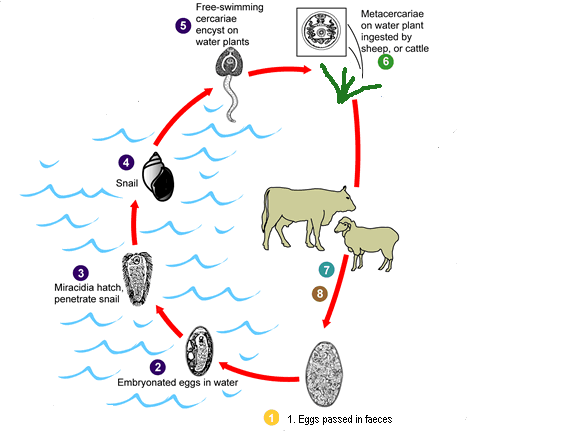 Free-swimming
cercariae
encyst on
water plants
5
Metacercariae
on water plant
ingested by
sheep, or cattle
6
4
Snail
3
Miracidia hatch,
penetrate snail
7
8
2
Embryonated eggs in water
1
1. Eggs passed in faeces